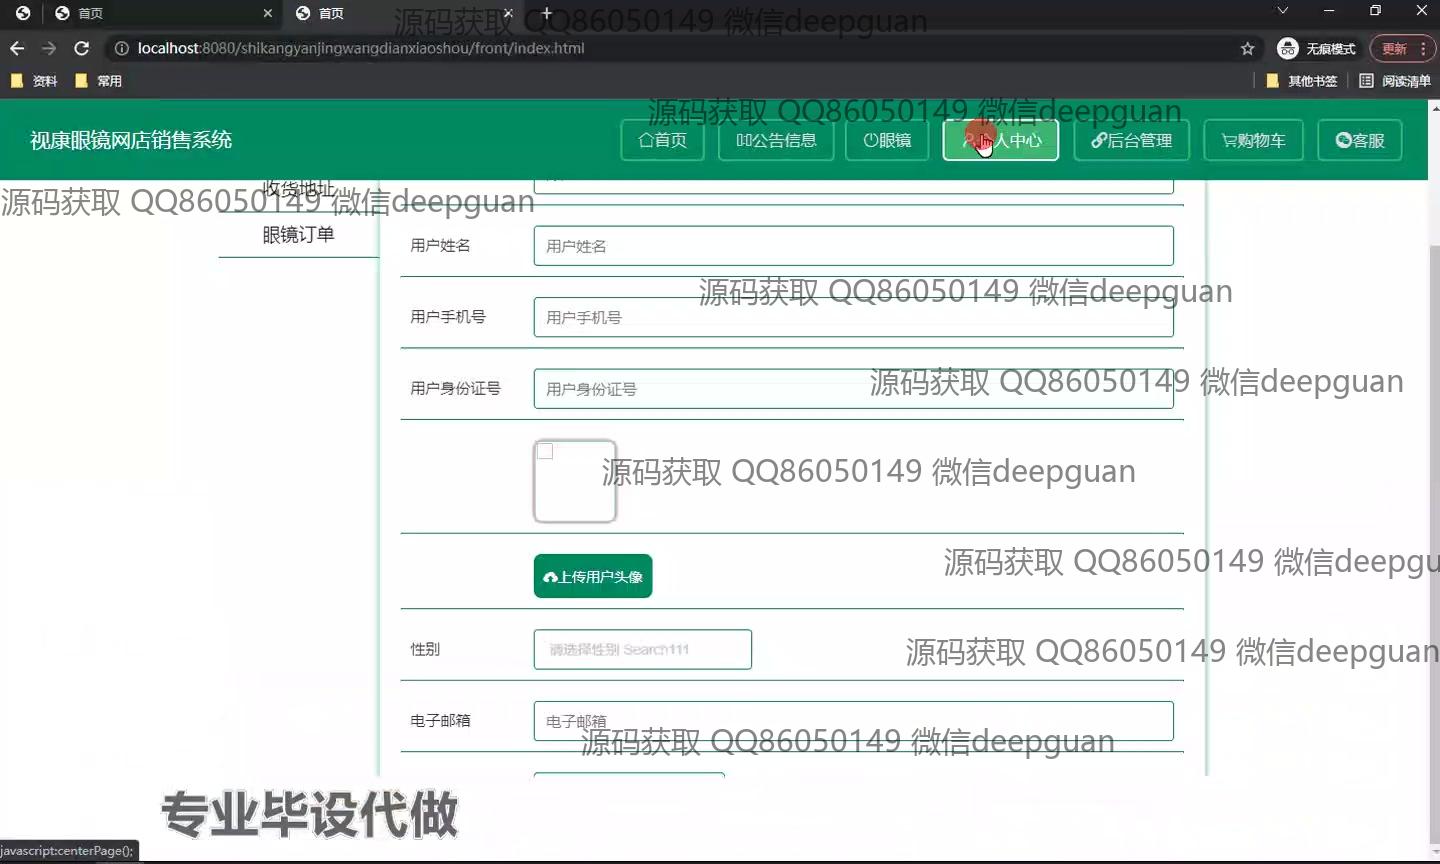 首页
首页
源码获取 QQ86050149 微信deepguan
localhost:8080/shikangyanjingwangdianxiaoshou/front/index.html
无痕模式
更新
资料
常用
其他书签
阅读清单
源码获取 QQ86050149 微信deepguan
视康眼镜网店销售系统
首页
公告信息
眼镜
人中心
后台管理
购物车
客服
收货地址
源码获取 QQ86050149 微信deepguan
眼镜订单
用户姓名
用户姓名
源码获取 QQ86050149 微信deepguan
用户手机号
用户手机号
用户身份证号
用户身份证号
源码获取 QQ86050149 微信deepguan
源码获取 QQ86050149 微信deepguan
源码获取 QQ86050149 微信deepgu
上传用户头像
性别
请选择性别 Search111
源码获取 QQ86050149 微信deepguan
电子邮箱
电子邮箱
源码获取 QQ86050149 微信deepguan
专业毕设代做
javascript:centerPage();